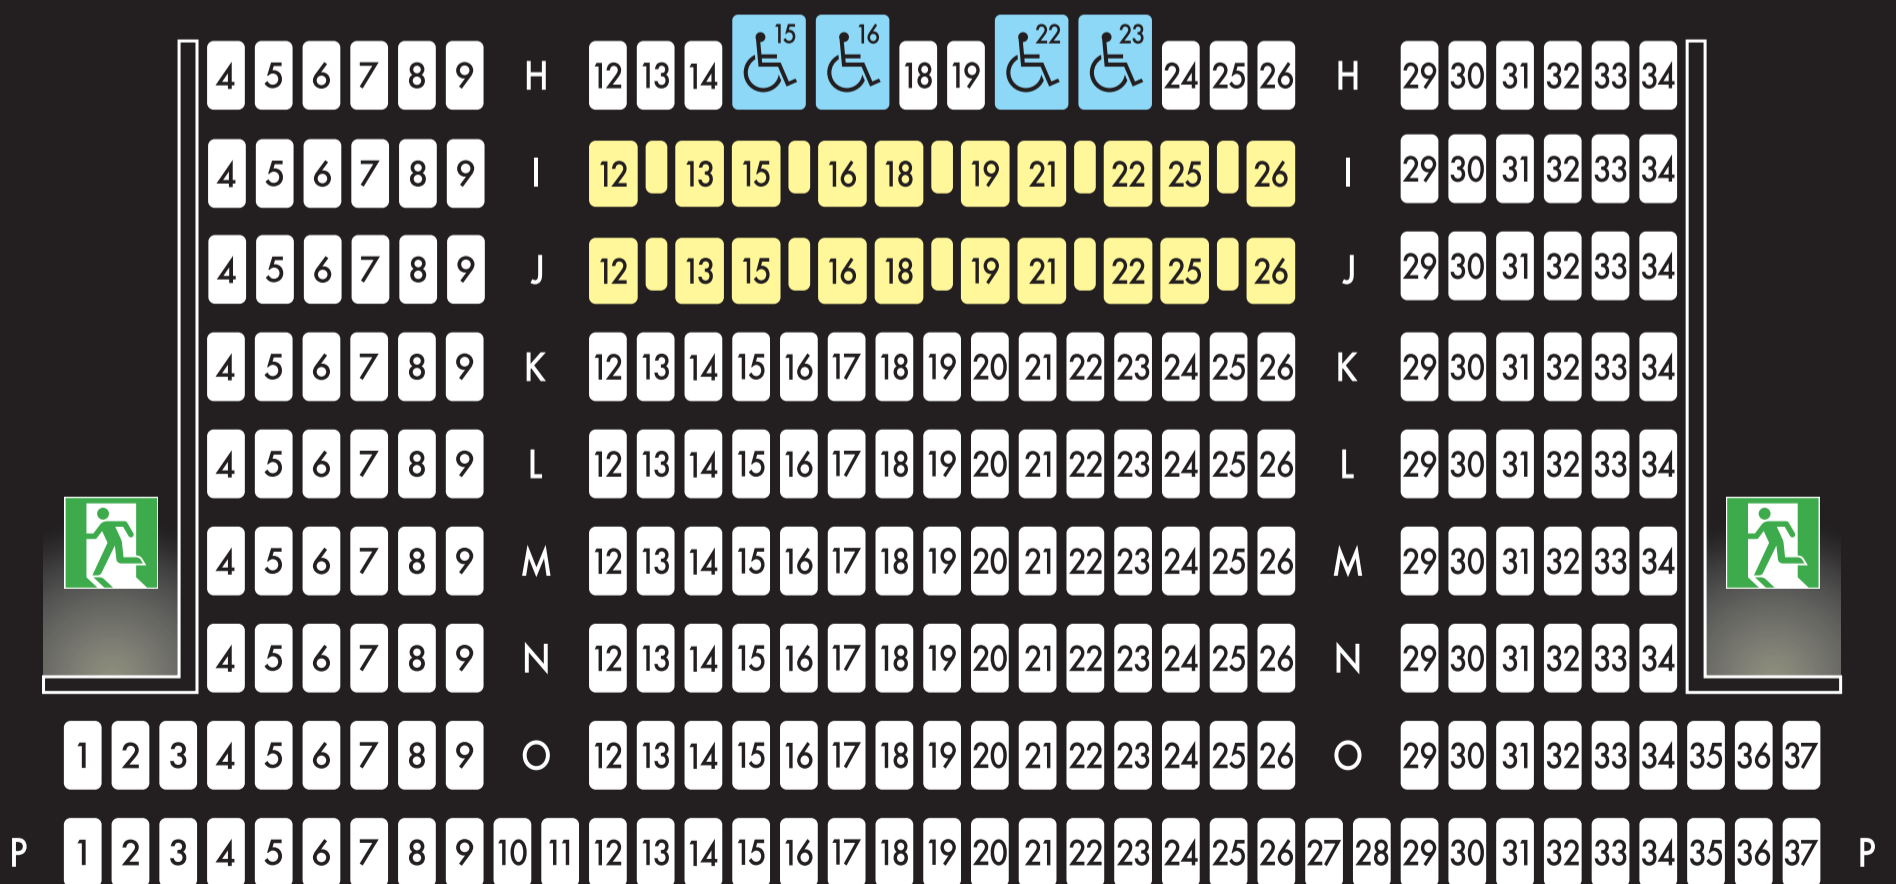 4 5 6 7 8 9 H 12 13 14 15 16 18 19 22 23 24 25 26 H 29 30 31 32 33 34
4 5 6 7 8 9 I 12 13 15 16 18 19 21 22 25 26 I 29 30 31 32 33 34
4 5 6 7 8 9 J 12 13 15 16 18 19 21 22 25 26 J 29 30 31 32 33 34
4 5 6 7 8 9 K 12 13 14 15 16 17 18 19 20 21 22 23 24 25 26 K 29 30 31 32 33 34
4 5 6 7 8 9 L 12 13 14 15 16 17 18 19 20 21 22 23 24 25 26 L 29 30 31 32 33 34
4 5 6 7 8 9 M 12 13 14 15 16 17 18 19 20 21 22 23 24 25 26 M 29 30 31 32 33 34
4 5 6 7 8 9 N 12 13 14 15 16 17 18 19 20 21 22 23 24 25 26 N 29 30 31 32 33 34
1 2 3 4 5 6 7 8 9 O 12 13 14 15 16 17 18 19 20 21 22 23 24 25 26 O 29 30 31 32 33 34 35 36 37
P 1 2 3 4 5 6 7 8 9 10 11 12 13 14 15 16 17 18 19 20 21 22 23 24 25 26 27 28 29 30 31 32 33 34 35 36 37 P